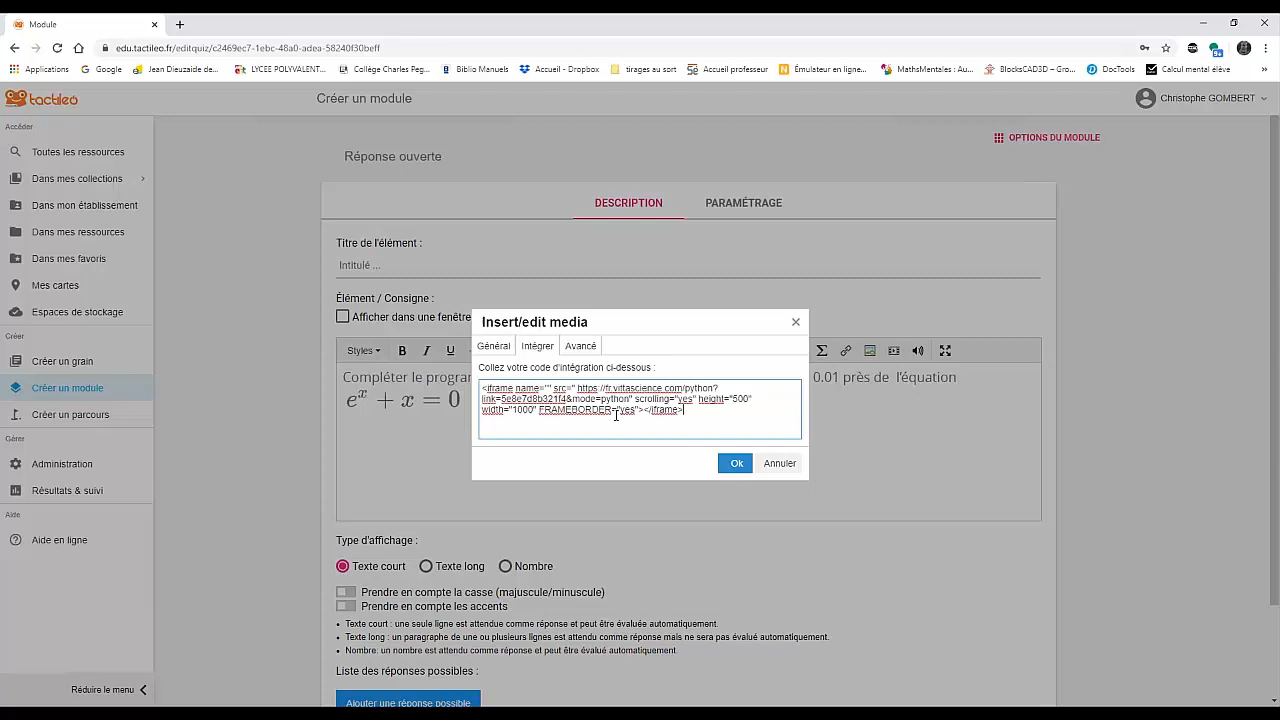 Module
edu.tactileo.fr/editquiz/c2469ec7-1ebc-48a0-adea-58240f30beff
Applications
Google
Jean Dieuzaide de...
LYCEE POLYVALENT...
Collège Charles Peg...
Biblio Manuels
Accueil - Dropbox
tirages au sort
Accueil professeur
Émulateur en ligne...
MathsMentales : Au...
BlocksCAD3D – Gro...
DocTools
Calcul mental élève
»
tactileo
Créer un module
Christophe GOMBERT
Accéder
Toutes les ressources
Dans mes collections
Dans mon établissement
Dans mes ressources
Dans mes favoris
Mes cartes
Espaces de stockage
Créer
Créer un grain
Créer un module
Créer un parcours
Gérer
Administration
Résultats & suivi
Aide
Aide en ligne
Réduire le menu
OPTIONS DU MODULE
Réponse ouverte
DESCRIPTION
PARAMÉTRAGE
Titre de l'élément :
Intitulé ...
Élément / Consigne :
Afficher dans une fenêtre
Styles
B
I
U
Σ
Compléter le progra
0.01 près de l'équation
e^x + x = 0
Insert/edit media
×
Général
Intégrer
Avancé
Collez votre code d'intégration ci-dessous :
<iframe name="" src=" https://fr.vittascience.com/python?
link=5e8e7d8b321f4&mode=python" scrolling="yes" height="500"
width="1000" FRAMEBORDER="yes"></iframe>
Ok
Annuler
Type d'affichage :
Texte court
Texte long
Nombre
Prendre en compte la casse (majuscule/minuscule)
Prendre en compte les accents
• Texte court : une seule ligne est attendue comme réponse et peut être évaluée automatiquement.
• Texte long : un paragraphe de une ou plusieurs lignes est attendu comme réponse mais ne sera pas évalué automatiquement.
• Nombre: un nombre est attendu comme réponse et peut être évalué automatiquement.
Liste des réponses possibles :
Ajouter une réponse possible